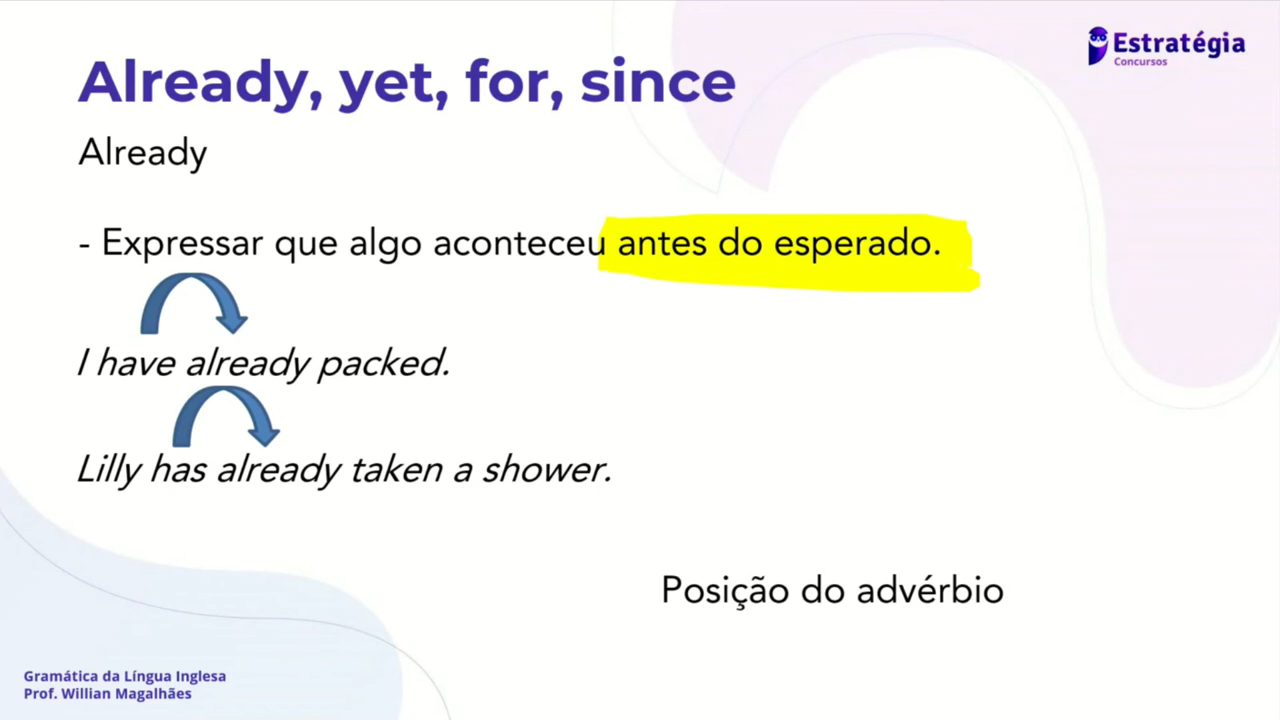 Estratégia
Concursos
Already, yet, for, since
Already
- Expressar que algo aconteceu antes do esperado.
I have already packed.
Lilly has already taken a shower.
Posição do advérbio
Gramática da Língua Inglesa
Prof. Willian Magalhães